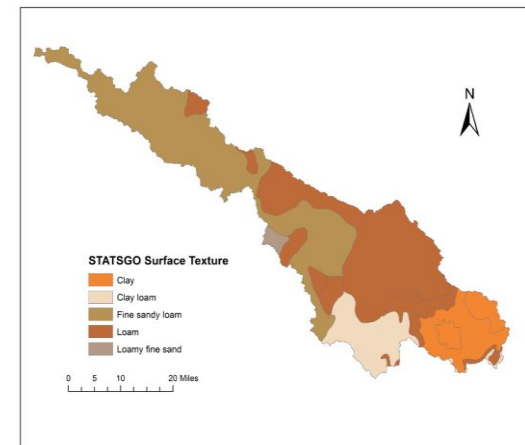 N
STATSGO Surface Texture
Clay
Clay loam
Fine sandy loam
Loam
Loamy fine sand
0 5 10 20 Miles